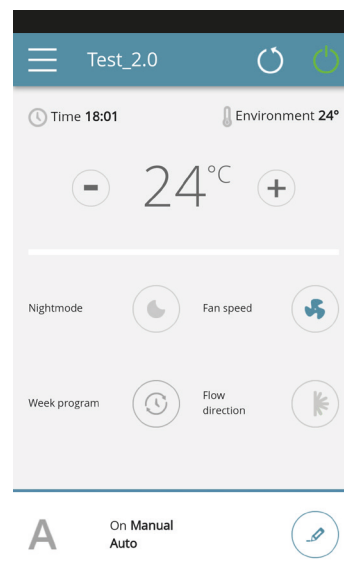 Test_2.0
Time 18:01 Environment 24°
- 24°C +
Nightmode Fan speed
Week program Flow
direction
A On Manual
Auto